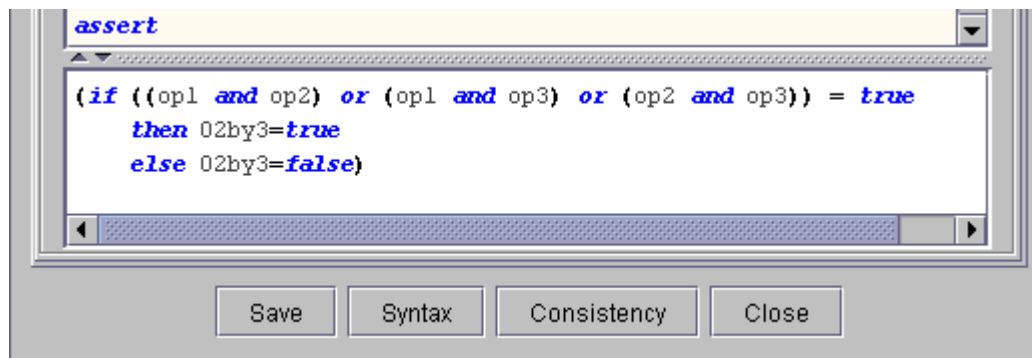 assert
(if ((op1 and op2) or (op1 and op3) or (op2 and op3)) = true
then O2by3=true
else O2by3=false)
Save Syntax Consistency Close